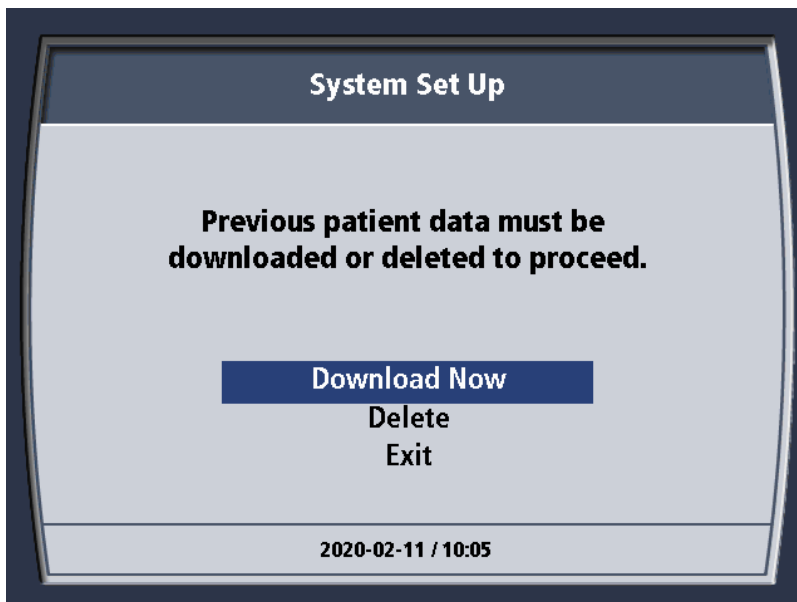 System Set Up
Previous patient data must be
downloaded or deleted to proceed.
Download Now
Delete
Exit
2020-02-11 / 10:05